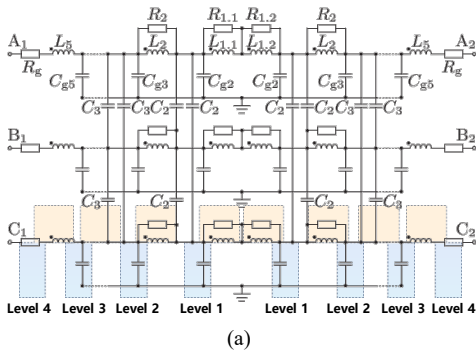 R2 R1.1 R1.2 R2
A1 L5 L2 L1,1 L1,2 L2 L5 A2
Rg Cg5 Cg3 Cg2 Cg2 Cg3 Cg5 Rg
C3 C3 C2 C2 C2 C2 C3 C3
B1 B2
C3 C2 C2 C3
C1 C2
Level 4 Level 3 Level 2 Level 1 Level 1 Level 2 Level 3 Level 4
(a)